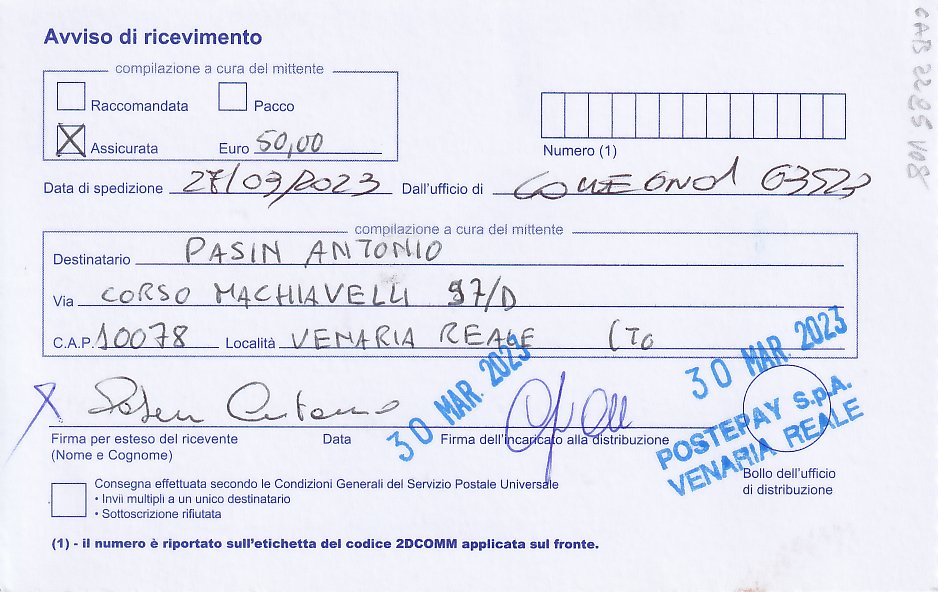 Avviso di ricevimento
compilazione a cura del mittente
Raccomandata Pacco
X Assicurata Euro 50,00
Numero (1)
Data di spedizione 27/03/2023 Dall'ufficio di 03523
compilazione a cura del mittente
Destinatario PASIN ANTONIO
Via CORSO MACHIAVELLI 97/D
C.A.P. 10078 Località VENARIA REALE (TO
30 MAR. 2023
30 MAR. 2023
POSTEPAY S.p.A.
VENARIA REALE
Firma per esteso del ricevente Data Firma dell'incaricato alla distribuzione
(Nome e Cognome)
Bollo dell'ufficio
di distribuzione
Consegna effettuata secondo le Condizioni Generali del Servizio Postale Universale
• Invii multipli a un unico destinatario
• Sottoscrizione rifiutata
(1) - il numero è riportato sull'etichetta del codice 2DCOMM applicata sul fronte.